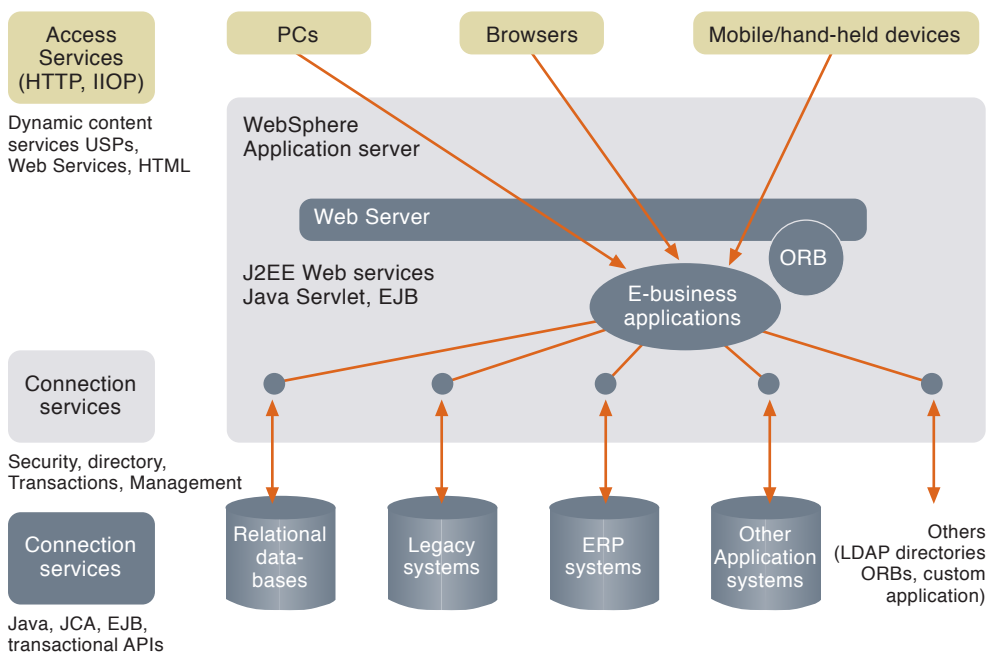 Access
Services
(HTTP, IIOP)
Dynamic content
services USPs,
Web Services, HTML
PCs
Browsers
Mobile/hand-held devices
WebSphere
Application server
Web Server
ORB
J2EE Web services
Java Servlet, EJB
E-business
applications
Connection
services
Security, directory,
Transactions, Management
Connection
services
Java, JCA, EJB,
transactional APIs
Relational
data-
bases
Legacy
systems
ERP
systems
Other
Application
systems
Others
(LDAP directories
ORBs, custom
application)